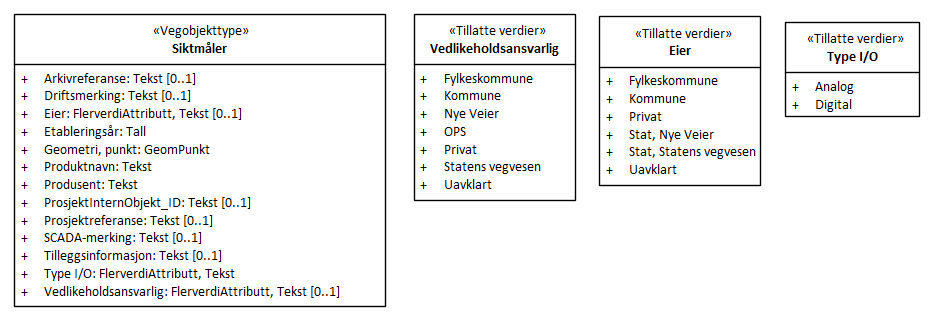 «Vegobjekttype»
Siktmåler
+ Arkivreferanse: Tekst [0..1]
+ Driftsmerking: Tekst [0..1]
+ Eier: FlerverdiAttributt, Tekst [0..1]
+ Etableringsår: Tall
+ Geometri, punkt: GeomPunkt
+ Produktnavn: Tekst
+ Produsent: Tekst
+ ProsjektInternObjekt_ID: Tekst [0..1]
+ Prosjektreferanse: Tekst [0..1]
+ SCADA-merking: Tekst [0..1]
+ Tilleggsinformasjon: Tekst [0..1]
+ Type I/O: FlerverdiAttributt, Tekst
+ Vedlikeholdsansvarlig: FlerverdiAttributt, Tekst [0..1]
«Tillatte verdier»
Vedlikeholdsansvarlig
+ Fylkeskommune
+ Kommune
+ Nye Veier
+ OPS
+ Privat
+ Statens vegvesen
+ Uavklart
«Tillatte verdier»
Eier
+ Fylkeskommune
+ Kommune
+ Privat
+ Stat, Nye Veier
+ Stat, Statens vegvesen
+ Uavklart
«Tillatte verdier»
Type I/O
+ Analog
+ Digital